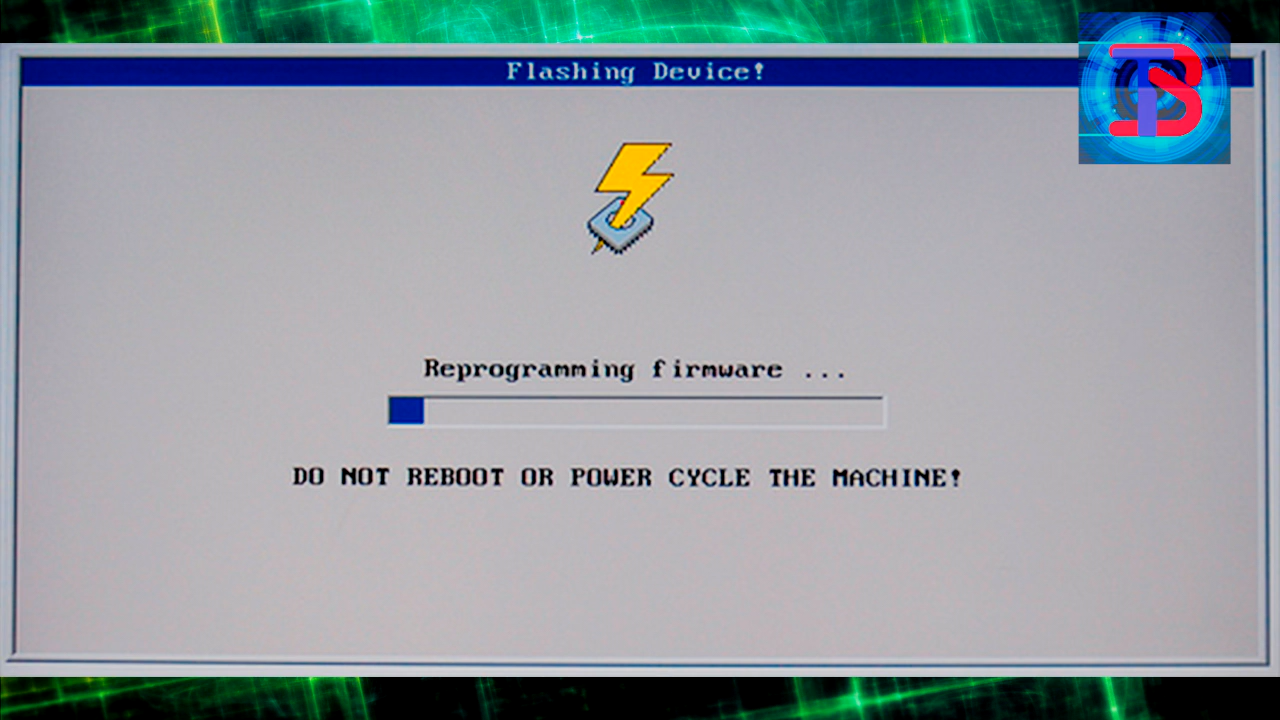 Flashing Device!
Reprogramming firmware ...
DO NOT REBOOT OR POWER CYCLE THE MACHINE!